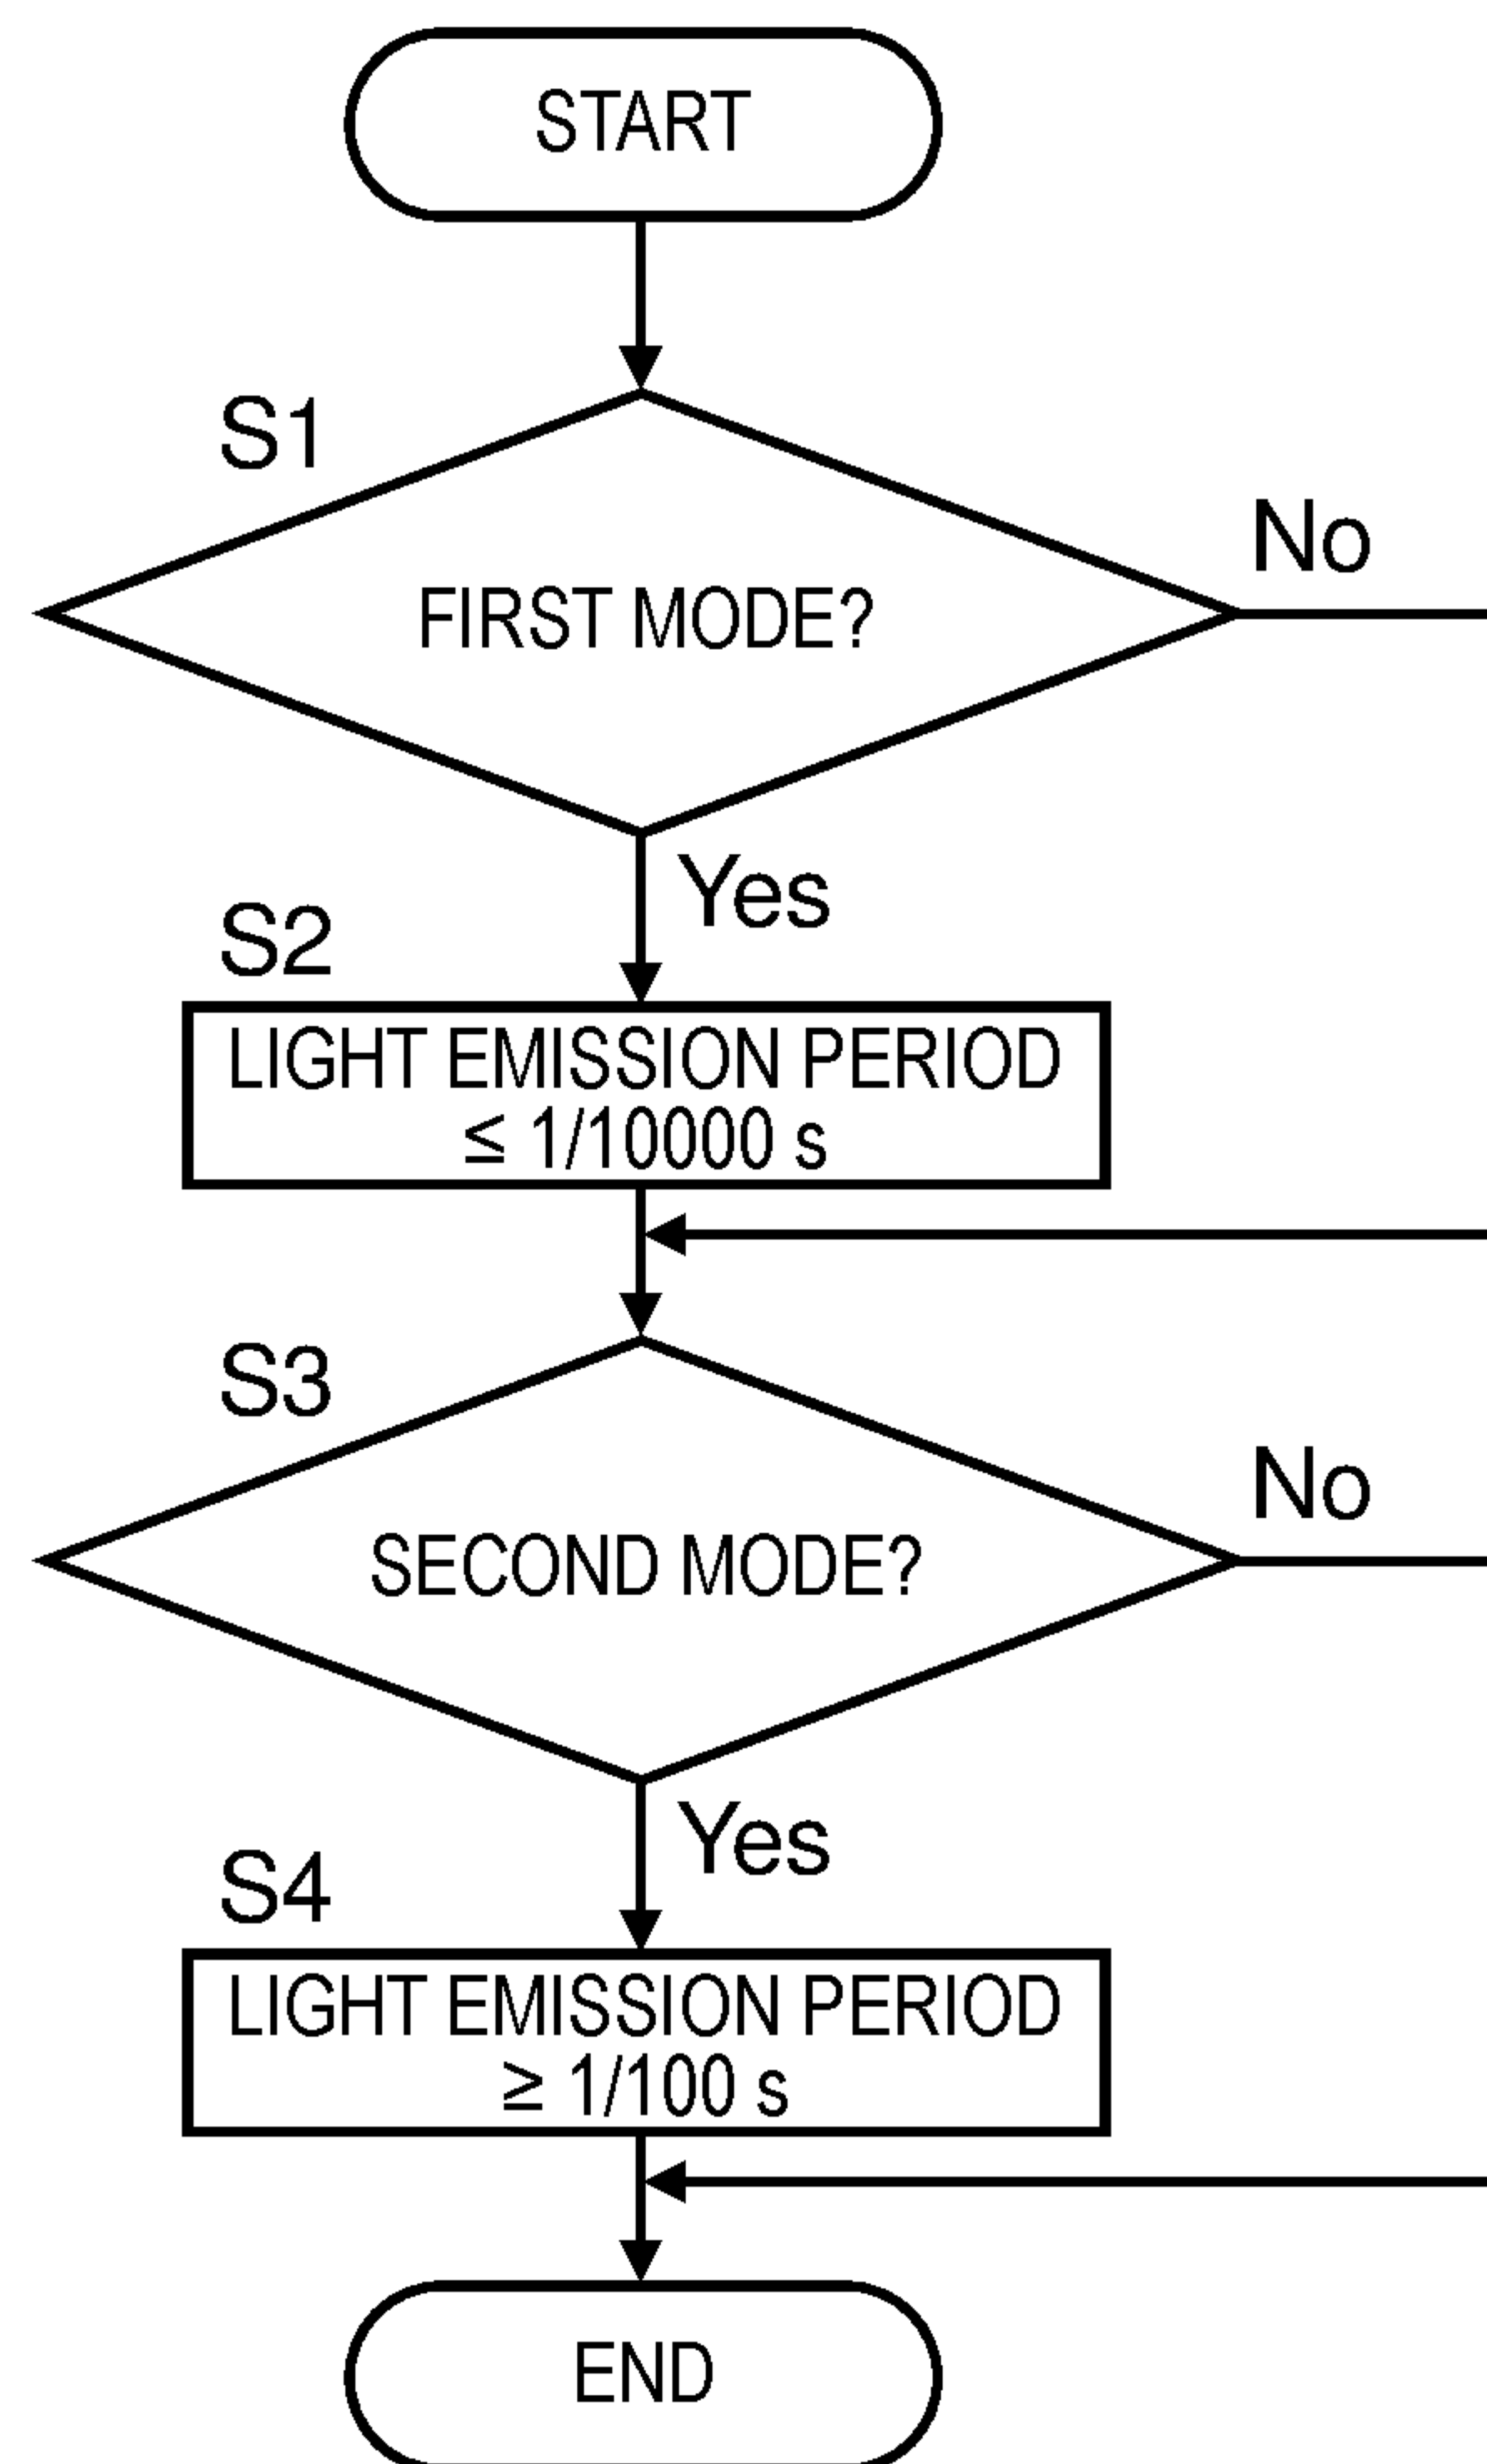 START
S1
No
FIRST MODE?
Yes
S2
LIGHT EMISSION PERIOD
≤ 1/10000 s
S3
No
SECOND MODE?
Yes
S4
LIGHT EMISSION PERIOD
≥ 1/100 s
END